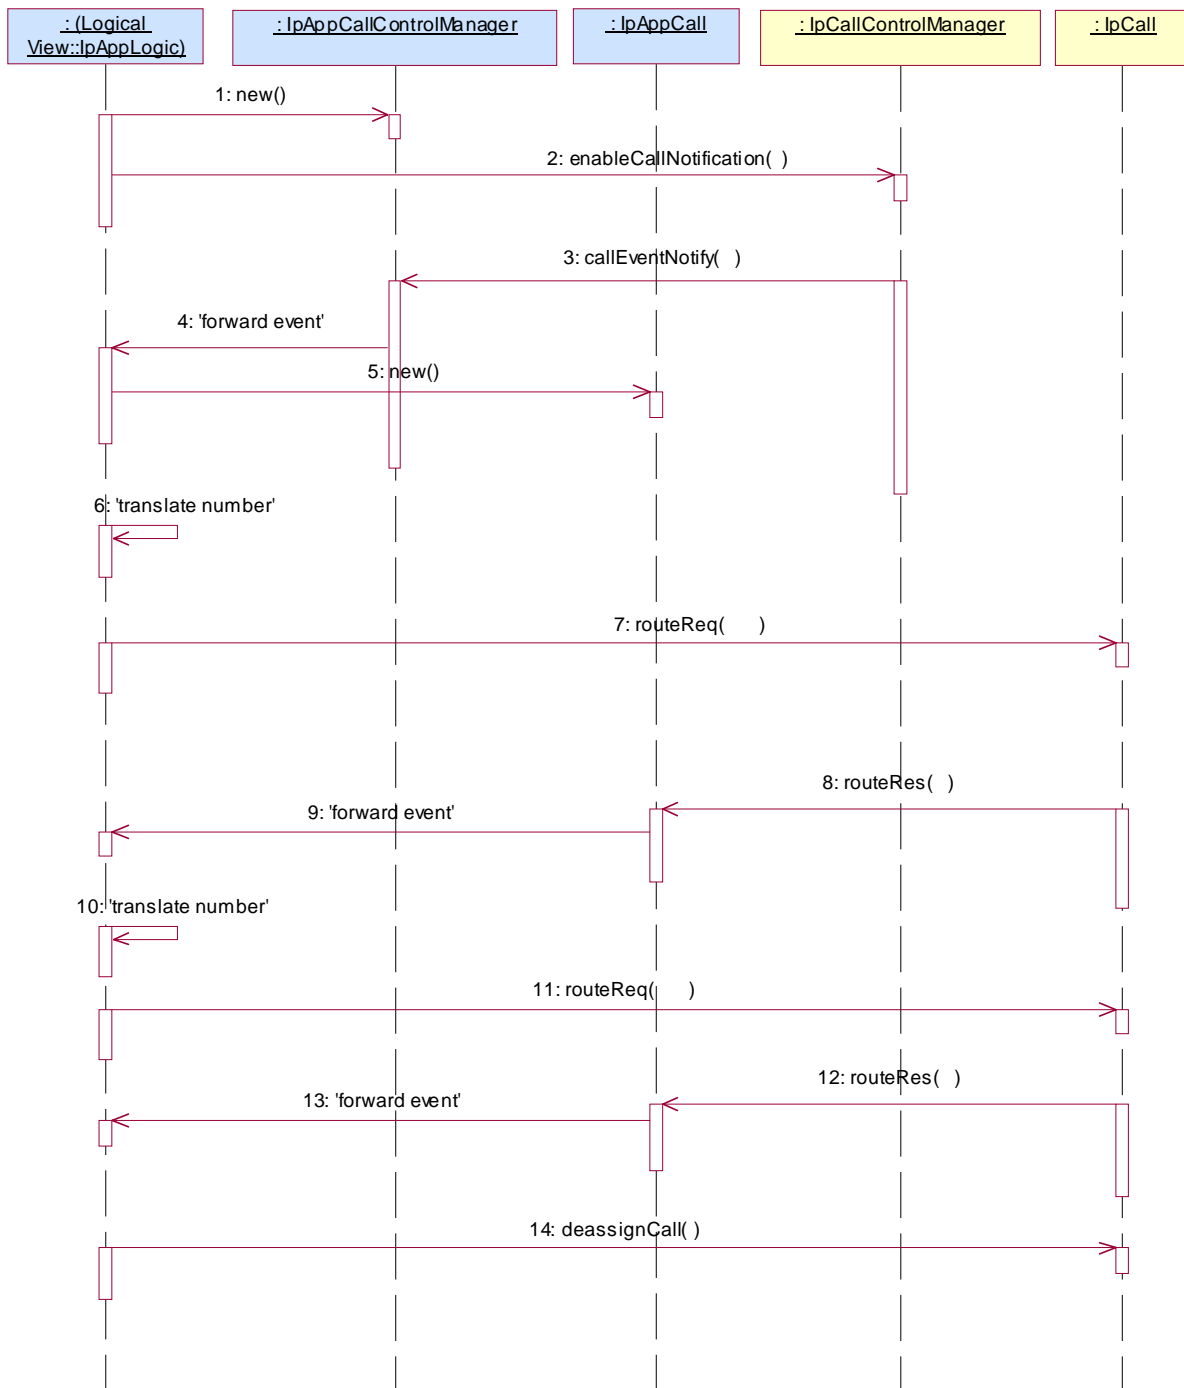 : (Logical
View::IpAppLogic)
: IpAppCallControlManager
: IpAppCall
: IpCallControlManager
: IpCall
1: new()
2: enableCallNotification( )
3: callEventNotify( )
4: 'forward event'
5: new()
6: 'translate number'
7: routeReq( )
8: routeRes( )
9: 'forward event'
10: 'translate number'
11: routeReq( )
12: routeRes( )
13: 'forward event'
14: deassignCall( )